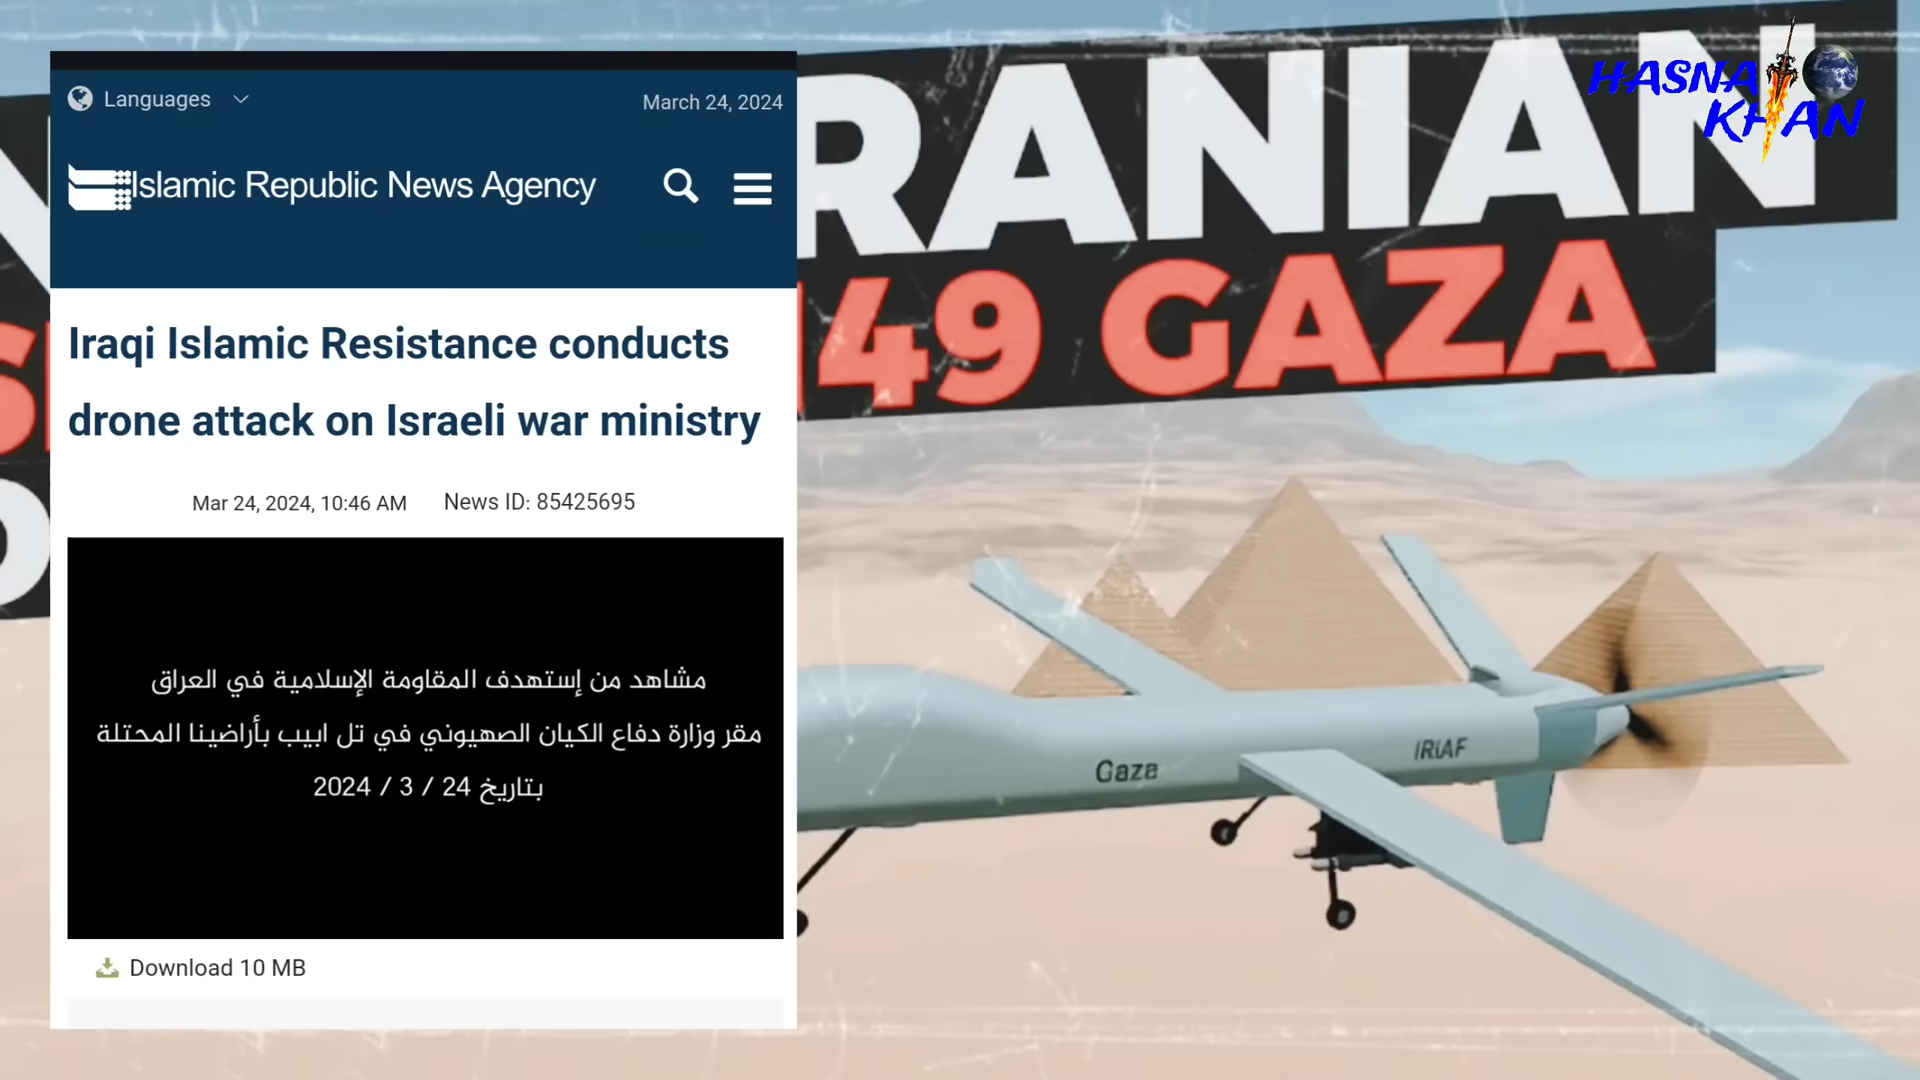 Languages
March 24, 2024
Islamic Republic News Agency
Iraqi Islamic Resistance conducts
drone attack on Israeli war ministry
Mar 24, 2024, 10:46 AM
News ID: 85425695
مشاهد من إستهدف المقاومة الإسلامية في العراق
مقر وزارة دفاع الكيان الصهيوني في تل ابيب بأراضينا المحتلة
بتاريخ 24 / 3 / 2024
Download 10 MB
RANIAN
149 GAZA
HASNA
KHAN
Gaza
IRIAF